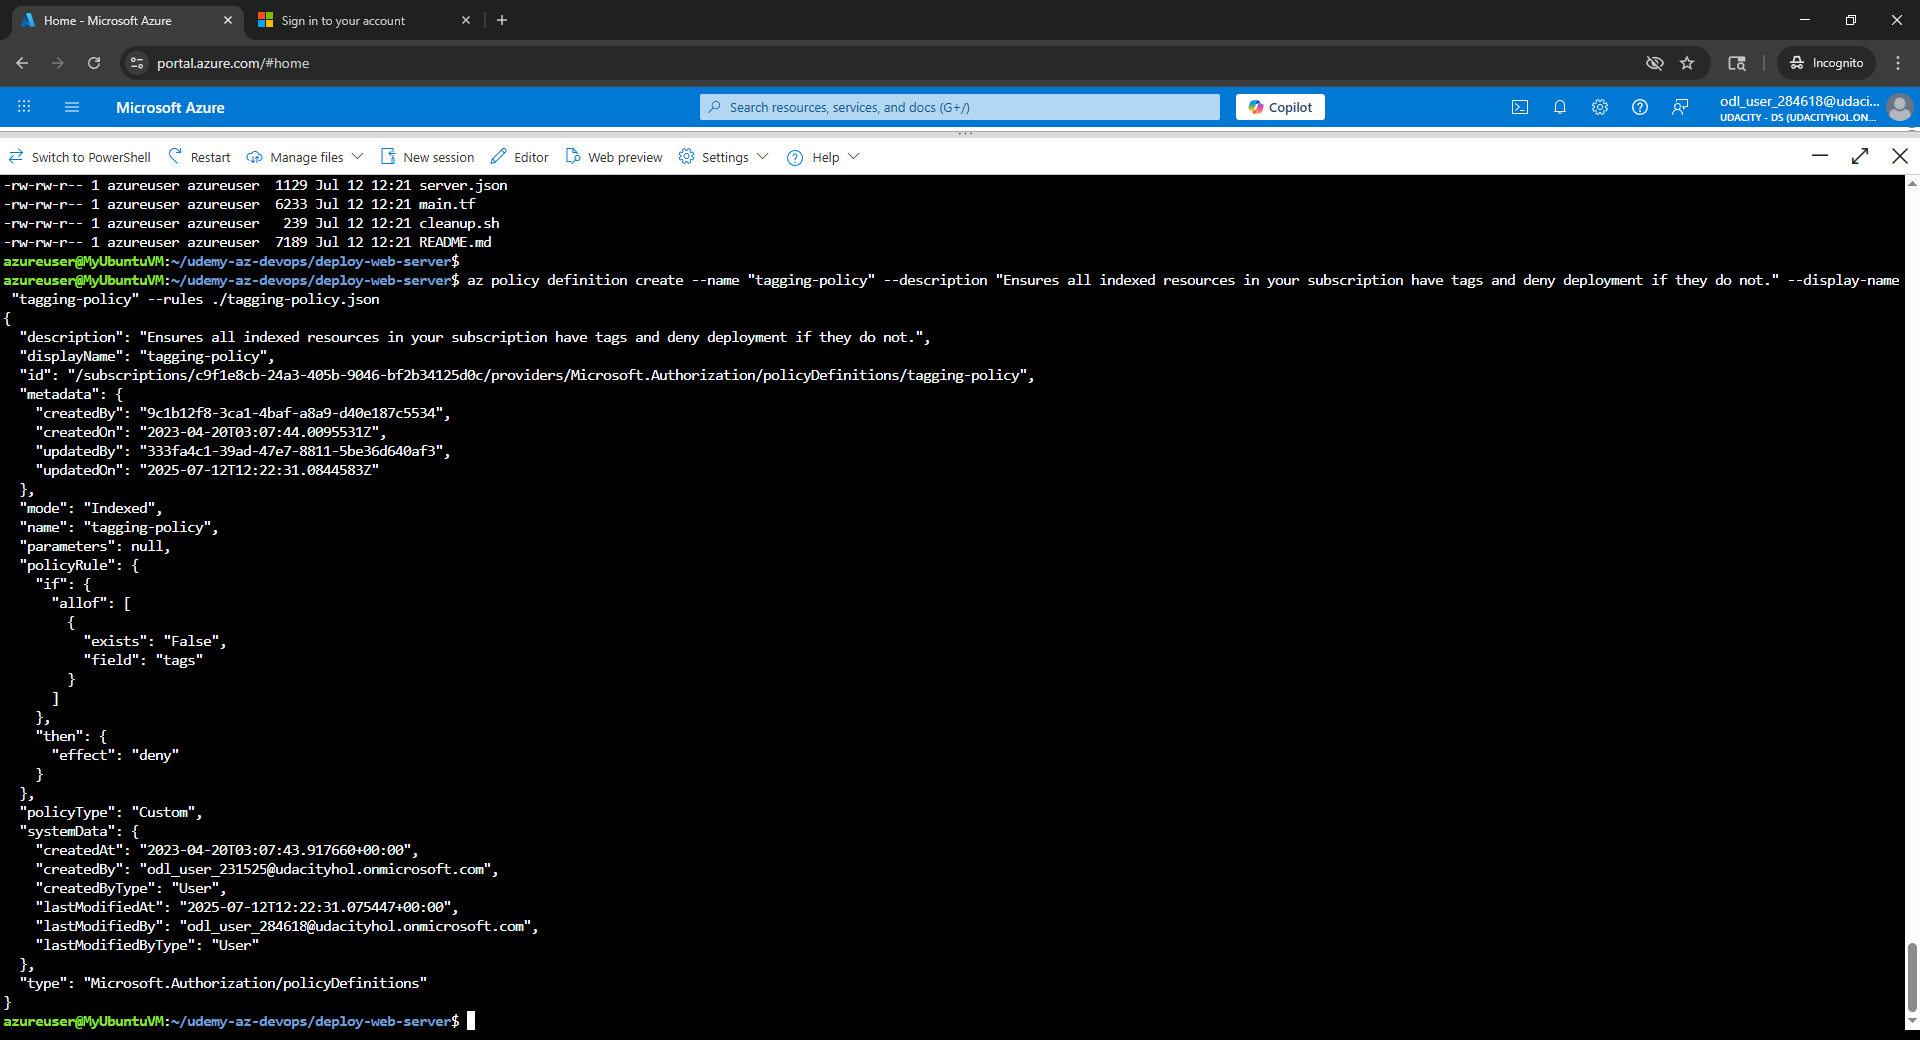 Home - Microsoft Azure
Sign in to your account
portal.azure.com/#home
Incognito
Microsoft Azure
Search resources, services, and docs (G+/)
Copilot
odl_user_284618@udaci...
UDACITY - DS (UDACITYHOL.ON...
Switch to PowerShell
Restart
Manage files
New session
Editor
Web preview
Settings
Help
-rw-rw-r-- 1 azureuser azureuser  1129 Jul 12 12:21 server.json
-rw-rw-r-- 1 azureuser azureuser  6233 Jul 12 12:21 main.tf
-rw-rw-r-- 1 azureuser azureuser   239 Jul 12 12:21 cleanup.sh
-rw-rw-r-- 1 azureuser azureuser  7189 Jul 12 12:21 README.md
azureuser@MyUbuntuVM:~/udemy-az-devops/deploy-web-server$
azureuser@MyUbuntuVM:~/udemy-az-devops/deploy-web-server$ az policy definition create --name "tagging-policy" --description "Ensures all indexed resources in your subscription have tags and deny deployment if they do not." --display-name
 "tagging-policy" --rules ./tagging-policy.json
{
  "description": "Ensures all indexed resources in your subscription have tags and deny deployment if they do not.",
  "displayName": "tagging-policy",
  "id": "/subscriptions/c9f1e8cb-24a3-405b-9046-bf2b34125d0c/providers/Microsoft.Authorization/policyDefinitions/tagging-policy",
  "metadata": {
    "createdBy": "9c1b12f8-3ca1-4baf-a8a9-d40e187c5534",
    "createdOn": "2023-04-20T03:07:44.0095531Z",
    "updatedBy": "333fa4c1-39ad-47e7-8811-5be36d640af3",
    "updatedOn": "2025-07-12T12:22:31.0844583Z"
  },
  "mode": "Indexed",
  "name": "tagging-policy",
  "parameters": null,
  "policyRule": {
    "if": {
      "allof": [
        {
          "exists": "False",
          "field": "tags"
        }
      ]
    },
    "then": {
      "effect": "deny"
    }
  },
  "policyType": "Custom",
  "systemData": {
    "createdAt": "2023-04-20T03:07:43.917660+00:00",
    "createdBy": "odl_user_231525@udacityhol.onmicrosoft.com",
    "createdByType": "User",
    "lastModifiedAt": "2025-07-12T12:22:31.075447+00:00",
    "lastModifiedBy": "odl_user_284618@udacityhol.onmicrosoft.com",
    "lastModifiedByType": "User"
  },
  "type": "Microsoft.Authorization/policyDefinitions"
}
azureuser@MyUbuntuVM:~/udemy-az-devops/deploy-web-server$